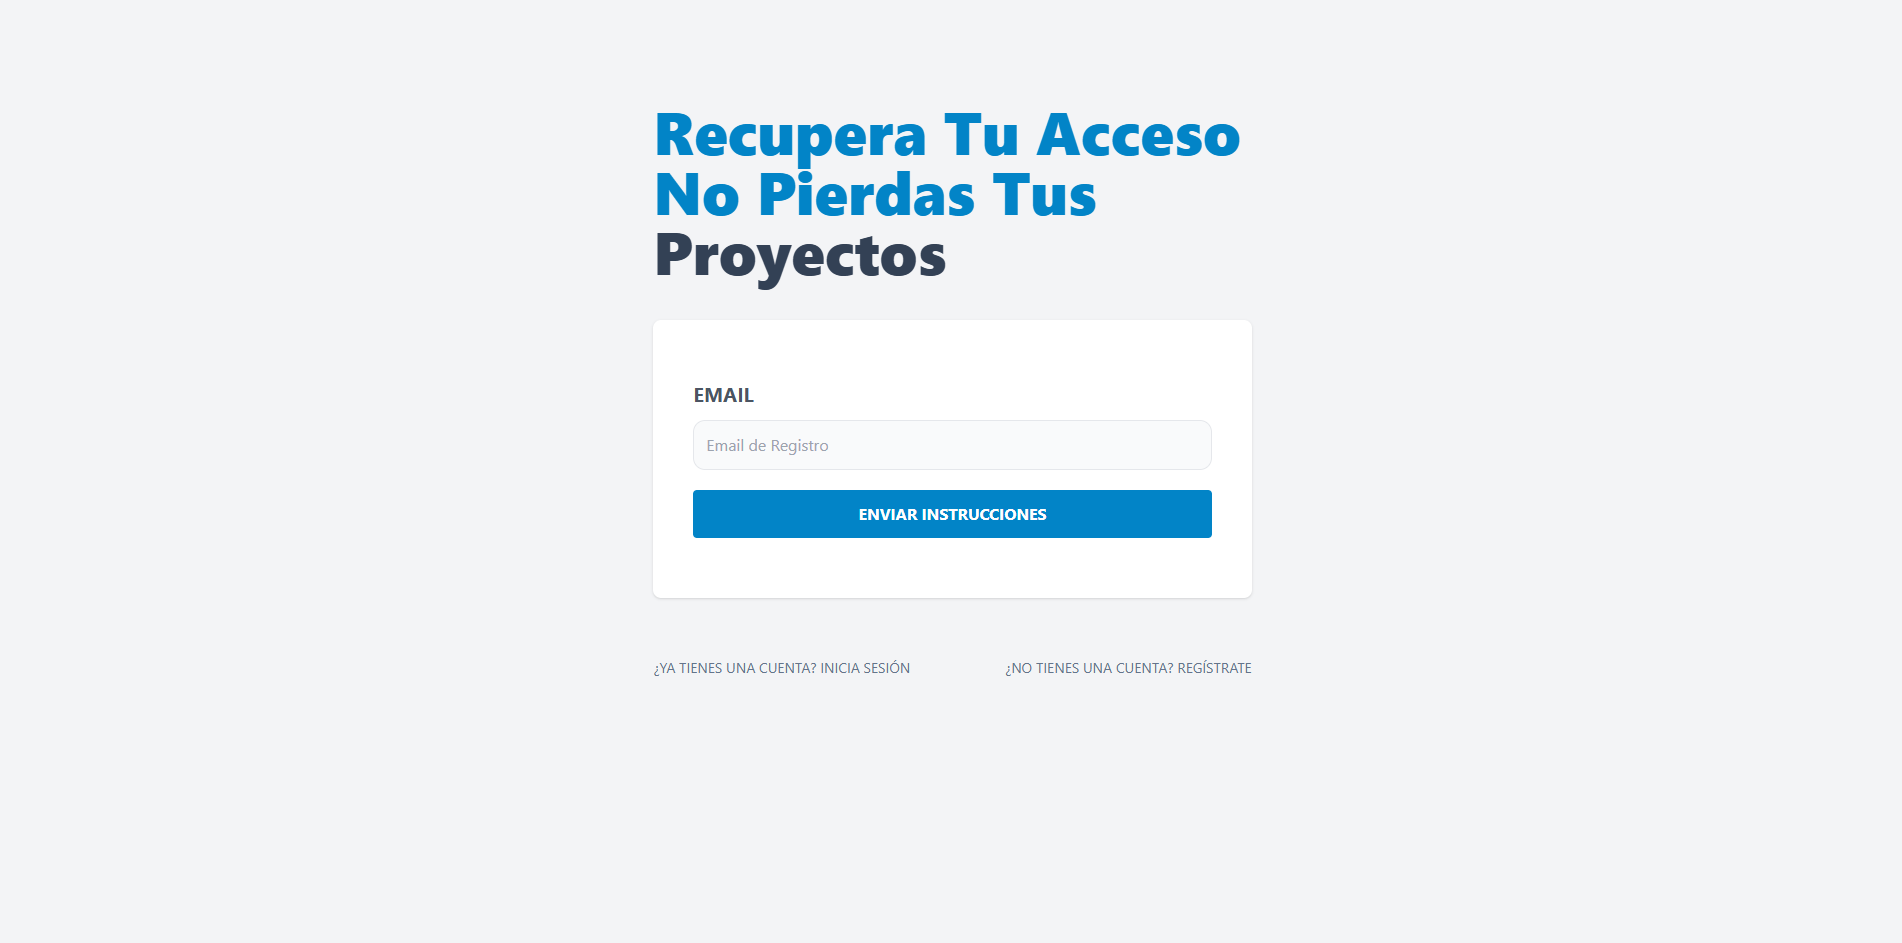 Recupera Tu Acceso
No Pierdas Tus
Proyectos
EMAIL
Email de Registro
ENVIAR INSTRUCCIONES
¿YA TIENES UNA CUENTA? INICIA SESIÓN
¿NO TIENES UNA CUENTA? REGÍSTRATE